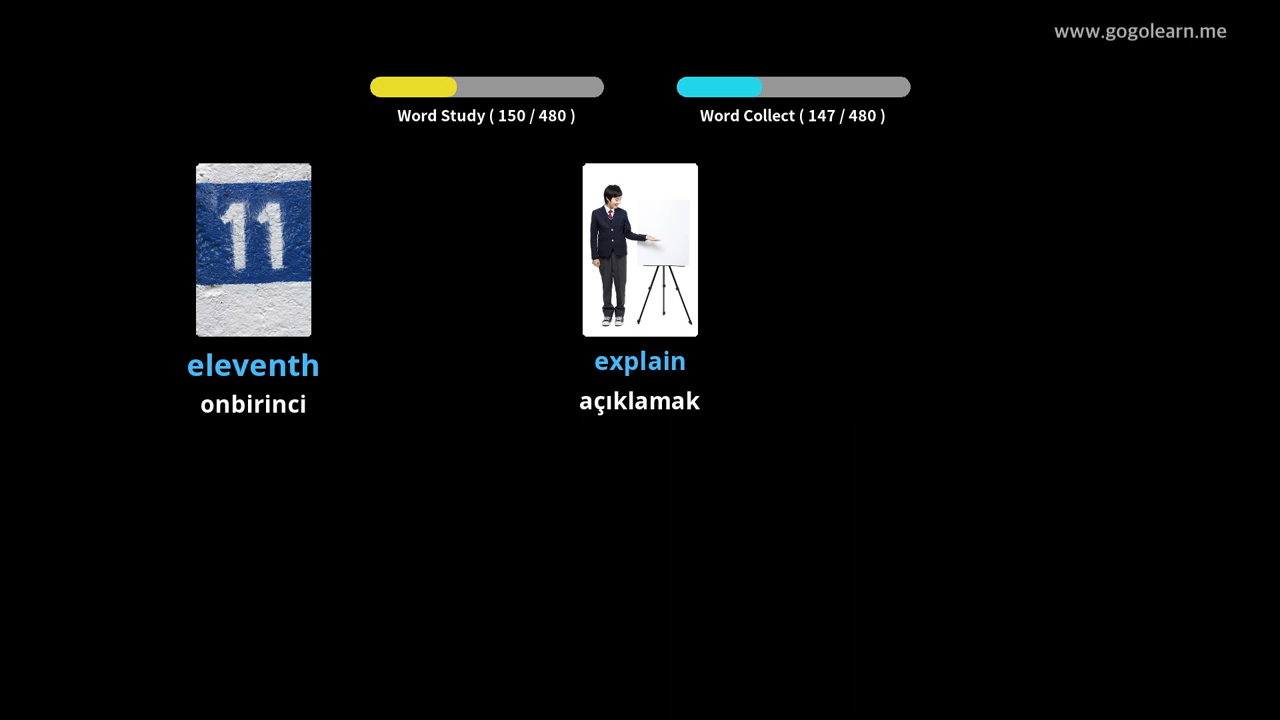 www.gogolearn.me
Word Study ( 150 / 480 )
Word Collect ( 147 / 480 )
11
eleventh
onbirinci
explain
açıklamak